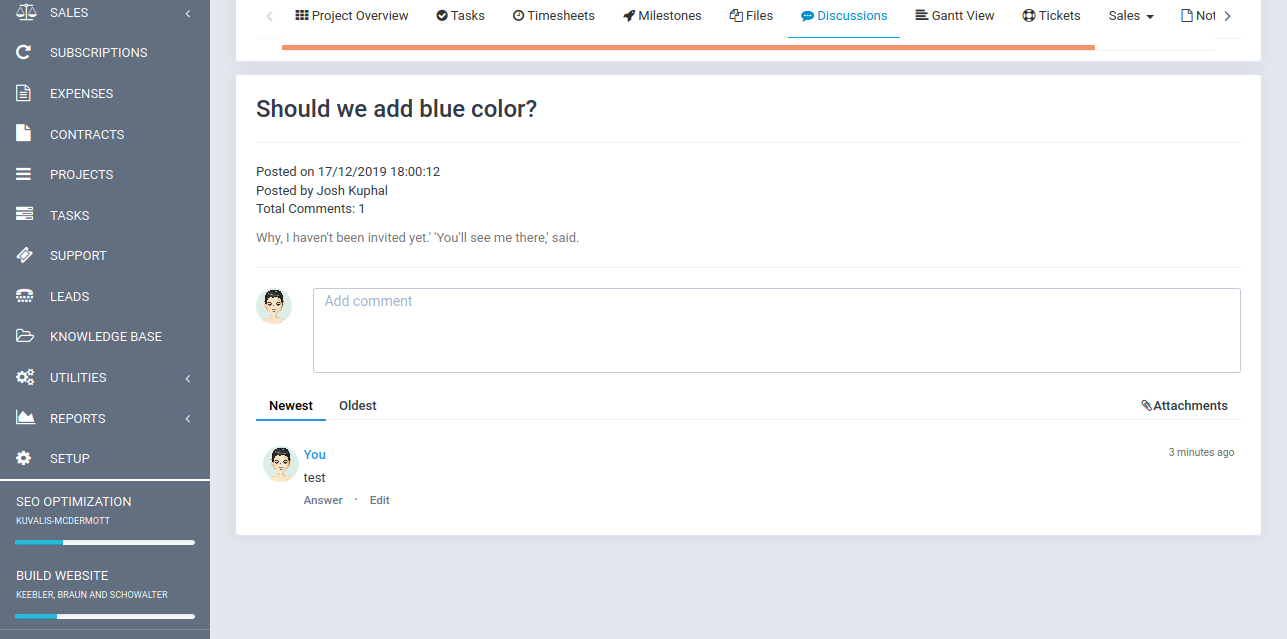 SALES
SUBSCRIPTIONS
EXPENSES
CONTRACTS
PROJECTS
TASKS
SUPPORT
LEADS
KNOWLEDGE BASE
UTILITIES
REPORTS
SETUP
SEO OPTIMIZATION
KUVALIS-MCDERMOTT
BUILD WEBSITE
KEEBLER, BRAUN AND SCHOWALTER
Project Overview Tasks Timesheets Milestones Files Discussions Gantt View Tickets Sales Not
Should we add blue color?
Posted on 17/12/2019 18:00:12
Posted by Josh Kuphal
Total Comments: 1
Why, I haven't been invited yet.' 'You'll see me there,' said.
Add comment
Newest Oldest Attachments
You 3 minutes ago
test
Answer · Edit